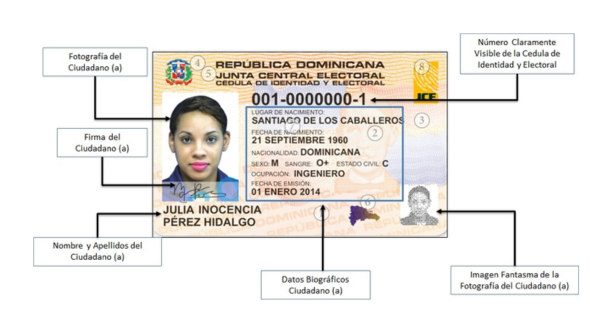 Fotografía del
Ciudadano (a)
Número Claramente
Visible de la Cedula de
Identidad y Electoral
Firma del
Ciudadano (a)
Nombre y Apellidos del
Ciudadano (a)
Datos Biográficos
Ciudadano (a)
Imagen Fantasma de la
Fotografía del Ciudadano (a)
4
5
REPÚBLICA DOMINICANA
JUNTA CENTRAL ELECTORAL
CÉDULA DE IDENTIDAD Y ELECTORAL
8
JCE
001-0000000-1
LUGAR DE NACIMIENTO:
SANTIAGO DE LOS CABALLEROS
3
FECHA DE NACIMIENTO:
21 SEPTIEMBRE 1960
2
NACIONALIDAD: DOMINICANA
SEXO: M SANGRE: O+ ESTADO CIVIL: C
OCUPACIÓN: INGENIERO
FECHA DE EMISIÓN:
01 ENERO 2014
6
JULIA INOCENCIA
PÉREZ HIDALGO